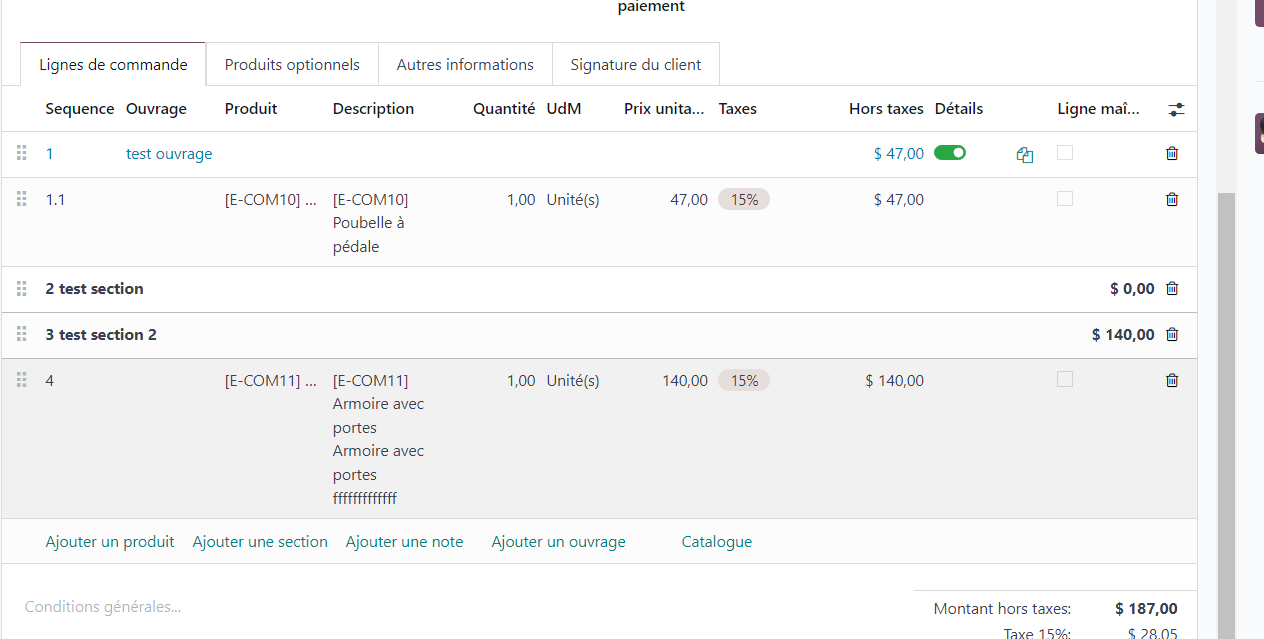 paiement
Lignes de commande Produits optionnels Autres informations Signature du client
Sequence Ouvrage Produit Description Quantité UdM Prix unita... Taxes Hors taxes Détails Ligne maî...
1 test ouvrage $ 47,00
1.1 [E-COM10] ... [E-COM10] 1,00 Unité(s) 47,00 15% $ 47,00
Poubelle à
pédale
2 test section $ 0,00
3 test section 2 $ 140,00
4 [E-COM11] ... [E-COM11] 1,00 Unité(s) 140,00 15% $ 140,00
Armoire avec
portes
Armoire avec
portes
fffffffffffff
Ajouter un produit Ajouter une section Ajouter une note Ajouter un ouvrage Catalogue
Conditions générales... Montant hors taxes: $ 187,00
Taxe 15%: $ 28,05